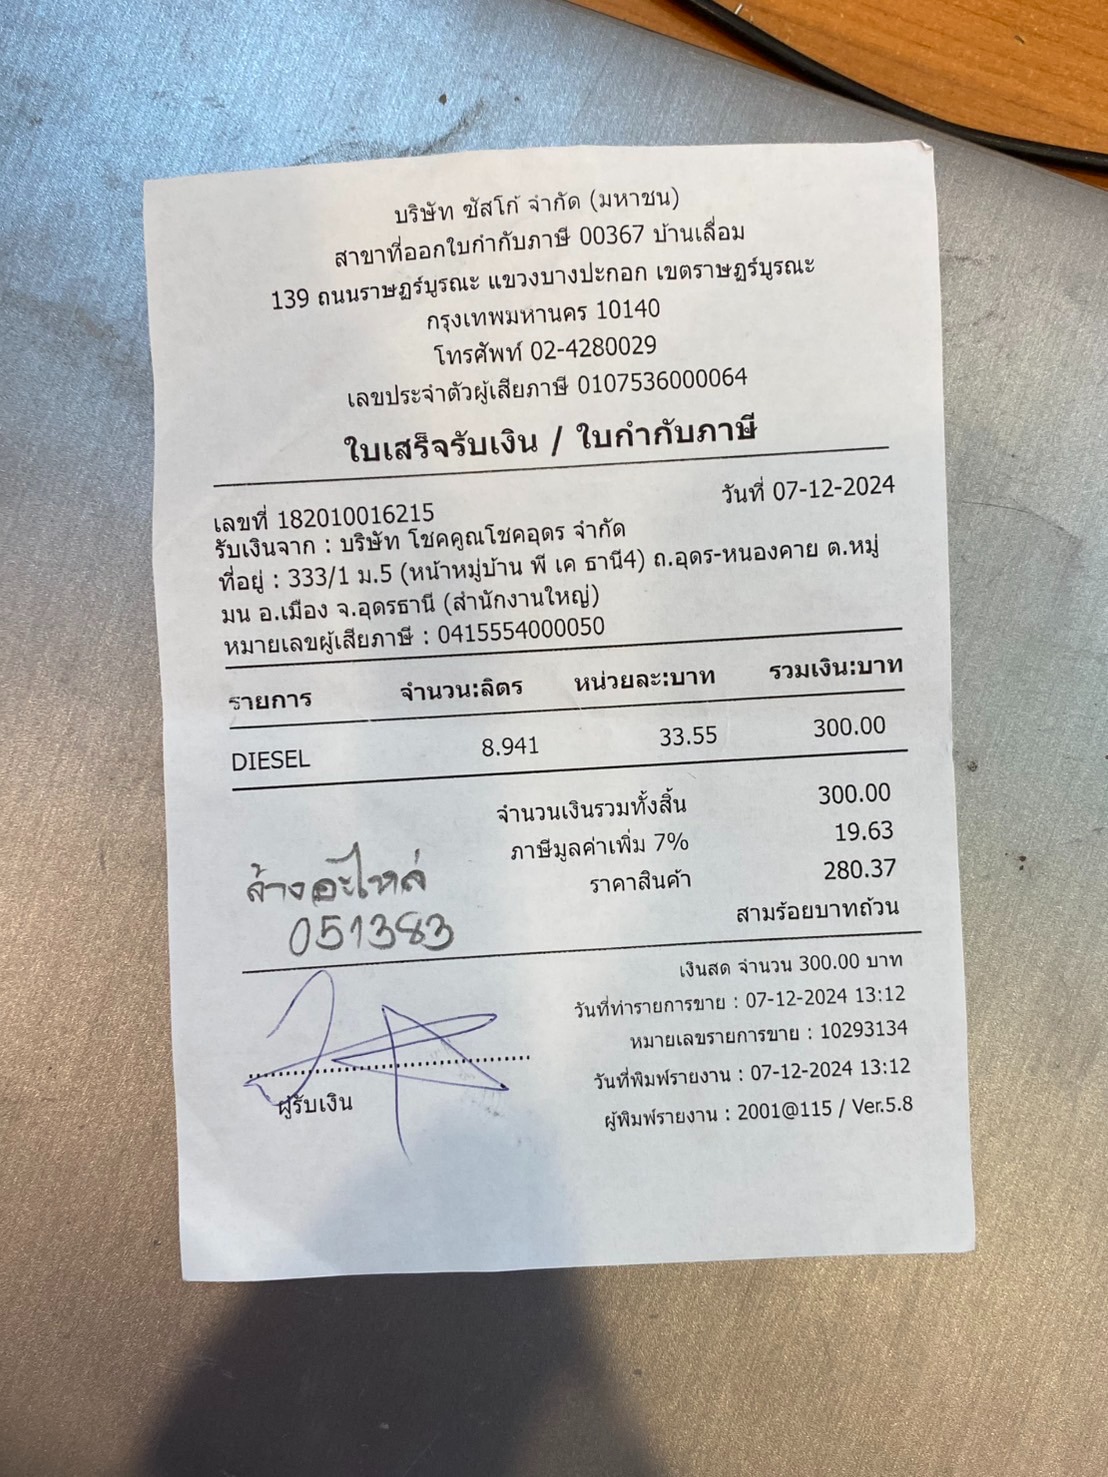 บริษัท ซัสโก้ จำกัด (มหาชน)
สาขาที่ออกใบกำกับภาษี 00367 บ้านเลื่อม
139 ถนนราษฎร์บูรณะ แขวงบางปะกอก เขตราษฎร์บูรณะ
กรุงเทพมหานคร 10140
โทรศัพท์ 02-4280029
เลขประจำตัวผู้เสียภาษี 0107536000064
ใบเสร็จรับเงิน / ใบกำกับภาษี
เลขที่ 182010016215 วันที่ 07-12-2024
รับเงินจาก : บริษัท โชคคูณโชคอุดร จำกัด
ที่อยู่ : 333/1 ม.5 (หน้าหมู่บ้าน พี เค ธานี4) ถ.อุดร-หนองคาย ต.หมู่
มน อ.เมือง จ.อุดรธานี (สำนักงานใหญ่)
หมายเลขผู้เสียภาษี : 0415554000050
รายการ จำนวน:ลิตร หน่วยละ:บาท รวมเงิน:บาท
DIESEL 8.941 33.55 300.00
จำนวนเงินรวมทั้งสิ้น 300.00
ภาษีมูลค่าเพิ่ม 7% 19.63
ราคาสินค้า 280.37
สามร้อยบาทถ้วน
ล้างอะไหล่
051383
เงินสด จำนวน 300.00 บาท
วันที่ทำรายการขาย : 07-12-2024 13:12
หมายเลขรายการขาย : 10293134
วันที่พิมพ์รายงาน : 07-12-2024 13:12
ผู้พิมพ์รายงาน : 2001@115 / Ver.5.8
ผู้รับเงิน